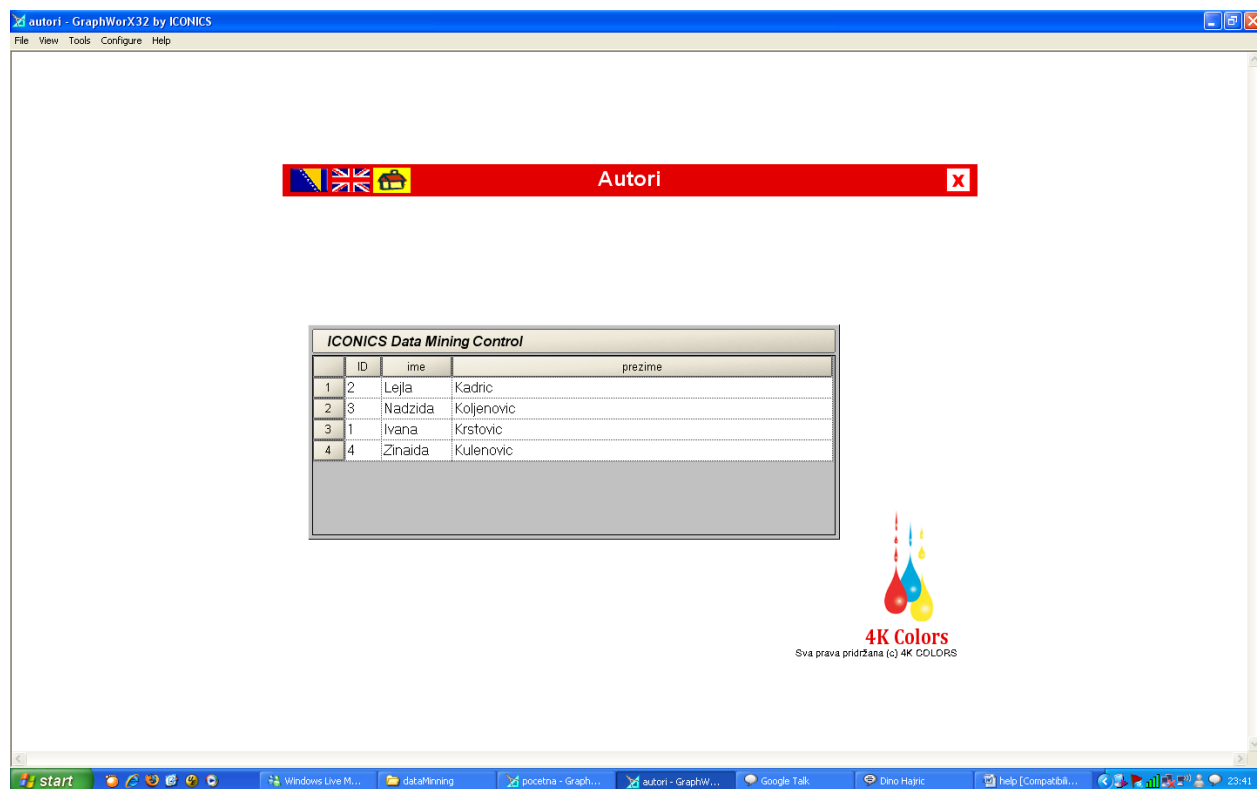 autori - GraphWorX32 by ICONICS
File View Tools Configure Help
Autori
X
ICONICS Data Mining Control
ID ime prezime
1 2 Lejla Kadric
2 3 Nadzida Koljenovic
3 1 Ivana Krstovic
4 4 Zinaida Kulenovic
4K Colors
Sva prava pridržana (c) 4K COLORS
start Windows Live M... dataMinning pocetna - Graph... autori - GraphW... Google Talk Dino Hajric help [Compatibili... 23:41